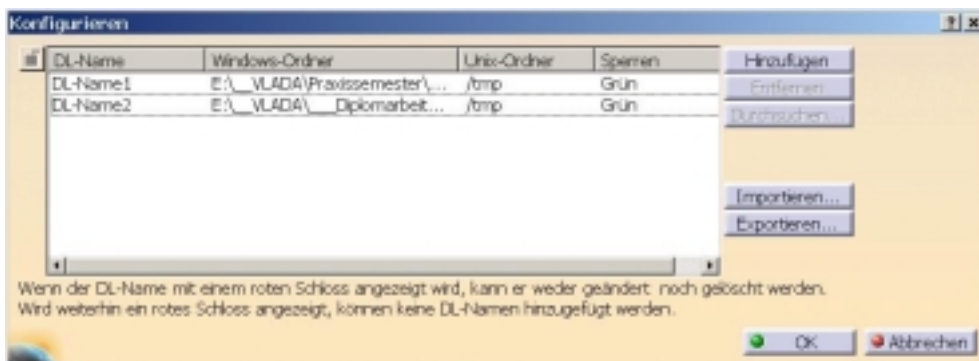 Konfigurieren
DL-Name Windows-Ordner Unix-Ordner Sperren
DL-Name1 E:\__VLADA\Praxissemester\... /tmp Grün
DL-Name2 E:\__VLADA\___Diplomarbeit... /tmp Grün
Hinzufügen
Entfernen
Durchsuchen...
Importieren...
Exportieren...
Wenn der DL-Name mit einem roten Schloss angezeigt wird, kann er weder geändert noch gelöscht werden.
Wird weiterhin ein rotes Schloss angezeigt, können keine DL-Namen hinzugefügt werden.
OK Abbrechen